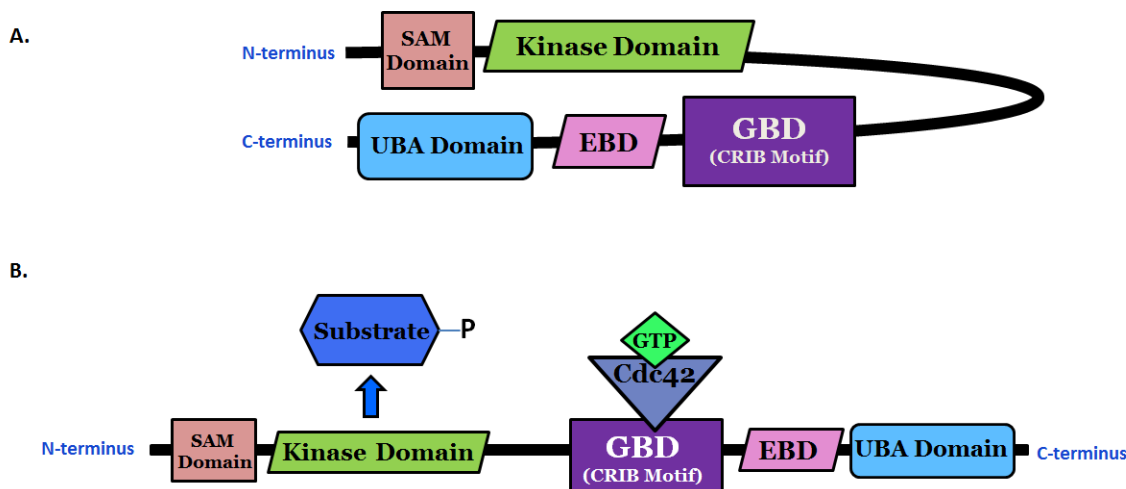 A.
N-terminus
SAM
Domain
Kinase Domain
C-terminus
UBA Domain
EBD
GBD
(CRIB Motif)
B.
Substrate
P
GTP
Cdc42
N-terminus
SAM
Domain
Kinase Domain
GBD
(CRIB Motif)
EBD
UBA Domain
C-terminus